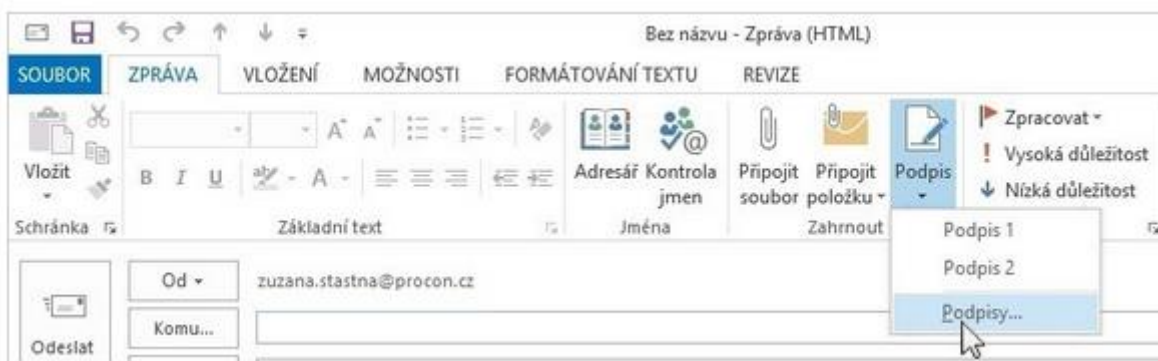 Bez názvu - Zpráva (HTML)
SOUBOR ZPRÁVA VLOŽENÍ MOŽNOSTI FORMÁTOVÁNÍ TEXTU REVIZE
Vložit
Schránka
A A
B I U aby A
Základní text
Adresář Kontrola
jmen
Jména
Připojit Připojit Podpis
soubor položku
Zahrnout
Zpracovat
Vysoká důležitost
Nízká důležitost
Podpis 1
Podpis 2
Podpisy...
Odeslat
Od zuzana.stastna@procon.cz
Komu...